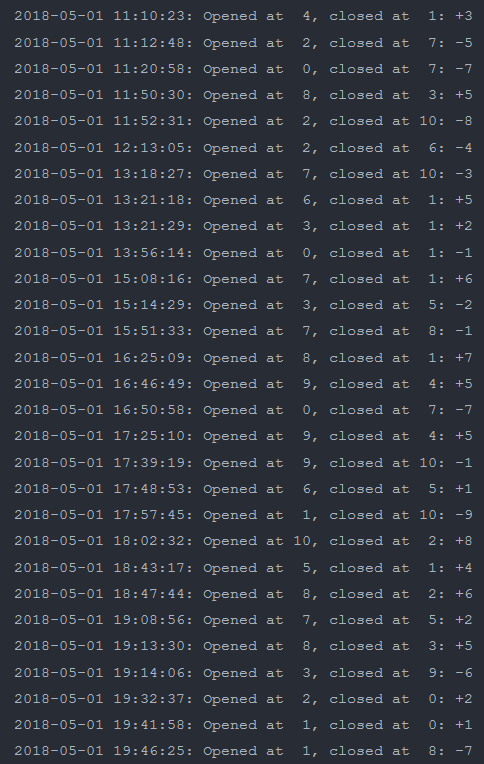 2018-05-01 11:10:23: Opened at  4, closed at  1: +3
2018-05-01 11:12:48: Opened at  2, closed at  7: -5
2018-05-01 11:20:58: Opened at  0, closed at  7: -7
2018-05-01 11:50:30: Opened at  8, closed at  3: +5
2018-05-01 11:52:31: Opened at  2, closed at 10: -8
2018-05-01 12:13:05: Opened at  2, closed at  6: -4
2018-05-01 13:18:27: Opened at  7, closed at 10: -3
2018-05-01 13:21:18: Opened at  6, closed at  1: +5
2018-05-01 13:21:29: Opened at  3, closed at  1: +2
2018-05-01 13:56:14: Opened at  0, closed at  1: -1
2018-05-01 15:08:16: Opened at  7, closed at  1: +6
2018-05-01 15:14:29: Opened at  3, closed at  5: -2
2018-05-01 15:51:33: Opened at  7, closed at  8: -1
2018-05-01 16:25:09: Opened at  8, closed at  1: +7
2018-05-01 16:46:49: Opened at  9, closed at  4: +5
2018-05-01 16:50:58: Opened at  0, closed at  7: -7
2018-05-01 17:25:10: Opened at  9, closed at  4: +5
2018-05-01 17:39:19: Opened at  9, closed at 10: -1
2018-05-01 17:48:53: Opened at  6, closed at  5: +1
2018-05-01 17:57:45: Opened at  1, closed at 10: -9
2018-05-01 18:02:32: Opened at 10, closed at  2: +8
2018-05-01 18:43:17: Opened at  5, closed at  1: +4
2018-05-01 18:47:44: Opened at  8, closed at  2: +6
2018-05-01 19:08:56: Opened at  7, closed at  5: +2
2018-05-01 19:13:30: Opened at  8, closed at  3: +5
2018-05-01 19:14:06: Opened at  3, closed at  9: -6
2018-05-01 19:32:37: Opened at  2, closed at  0: +2
2018-05-01 19:41:58: Opened at  1, closed at  0: +1
2018-05-01 19:46:25: Opened at  1, closed at  8: -7